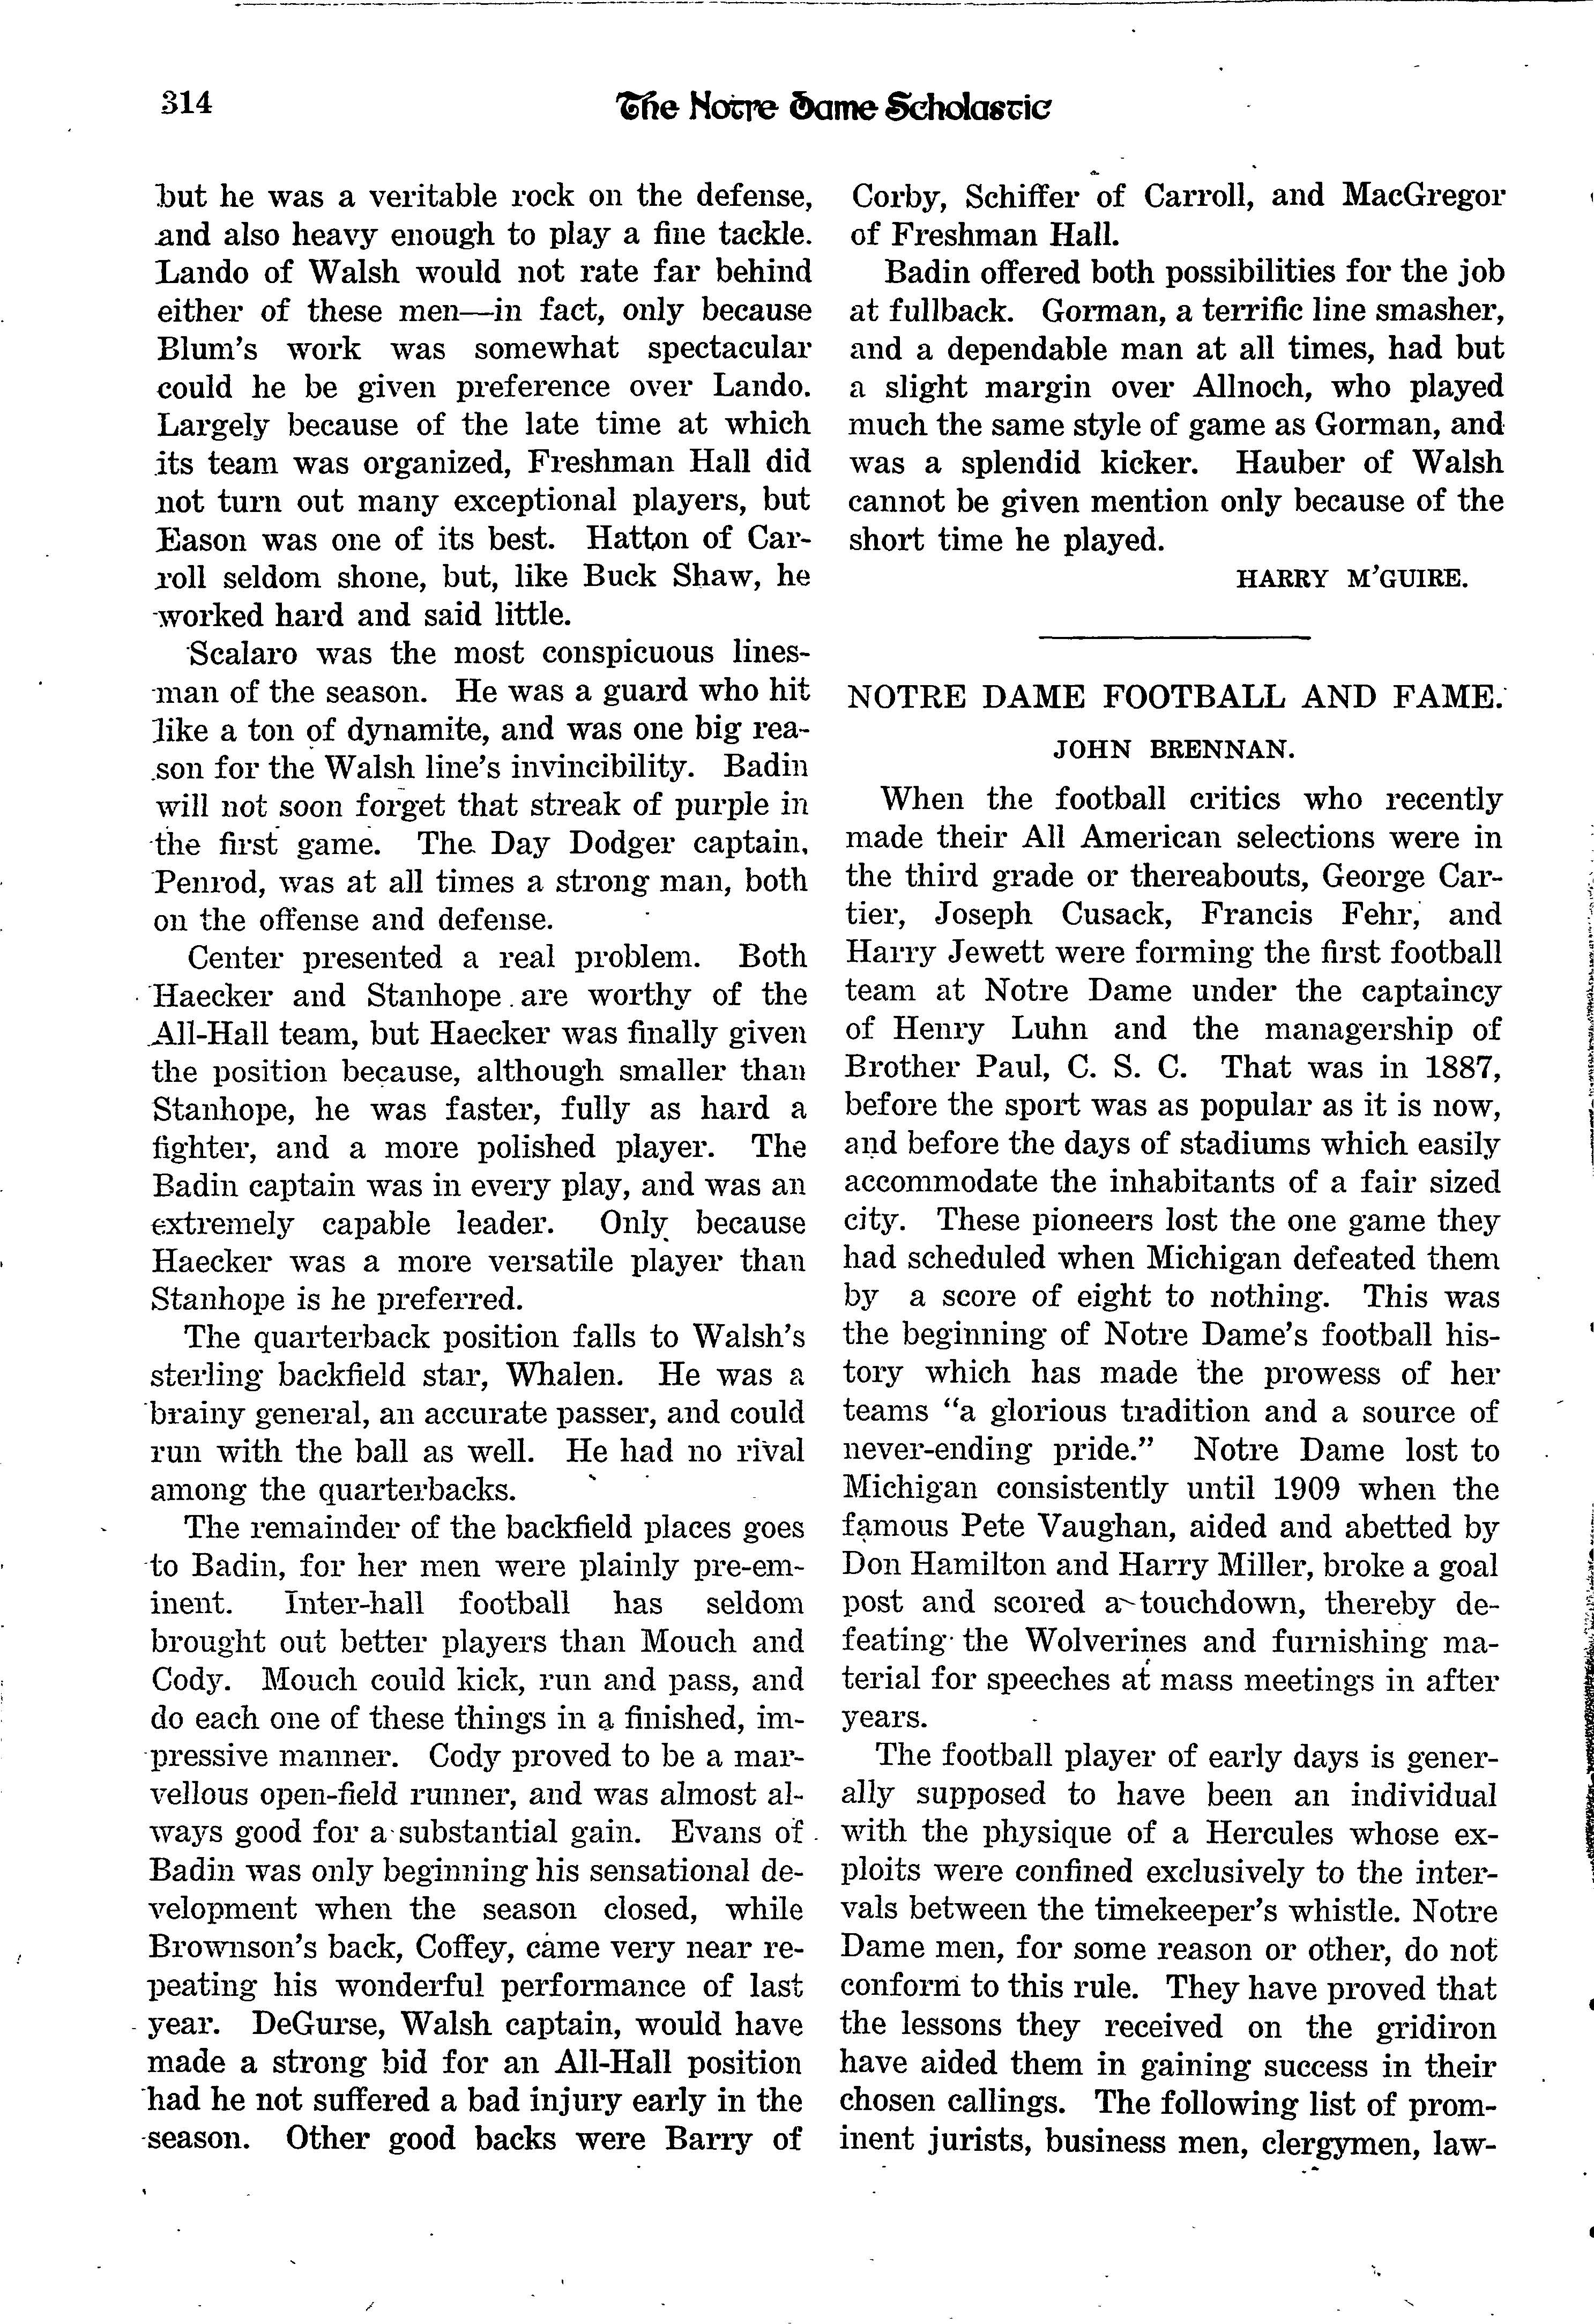 314
The Notre Dame Scholastic
but he was a veritable rock on the defense,
and also heavy enough to play a fine tackle.
Lando of Walsh would not rate far behind
either of these men—in fact, only because
Blum's work was somewhat spectacular
could he be given preference over Lando.
Largely because of the late time at which
its team was organized, Freshman Hall did
not turn out many exceptional players, but
Eason was one of its best. Hatton of Car-
roll seldom shone, but, like Buck Shaw, he
worked hard and said little.
Scalaro was the most conspicuous lines-
man of the season. He was a guard who hit
like a ton of dynamite, and was one big rea-
son for the Walsh line's invincibility. Badin
will not soon forget that streak of purple in
the first game. The Day Dodger captain,
Penrod, was at all times a strong man, both
on the offense and defense.
Center presented a real problem. Both
Haecker and Stanhope are worthy of the
All-Hall team, but Haecker was finally given
the position because, although smaller than
Stanhope, he was faster, fully as hard a
fighter, and a more polished player. The
Badin captain was in every play, and was an
extremely capable leader. Only because
Haecker was a more versatile player than
Stanhope is he preferred.
The quarterback position falls to Walsh's
sterling backfield star, Whalen. He was a
brainy general, an accurate passer, and could
run with the ball as well. He had no rival
among the quarterbacks.
The remainder of the backfield places goes
to Badin, for her men were plainly pre-em-
inent. Inter-hall football has seldom
brought out better players than Mouch and
Cody. Mouch could kick, run and pass, and
do each one of these things in a finished, im-
pressive manner. Cody proved to be a mar-
vellous open-field runner, and was almost al-
ways good for a substantial gain. Evans of
Badin was only beginning his sensational de-
velopment when the season closed, while
Brownson's back, Coffey, came very near re-
peating his wonderful performance of last
year. DeGurse, Walsh captain, would have
made a strong bid for an All-Hall position
had he not suffered a bad injury early in the
season. Other good backs were Barry of
Corby, Schiffer of Carroll, and MacGregor
of Freshman Hall.
Badin offered both possibilities for the job
at fullback. Gorman, a terrific line smasher,
and a dependable man at all times, had but
a slight margin over Allnoch, who played
much the same style of game as Gorman, and
was a splendid kicker. Hauber of Walsh
cannot be given mention only because of the
short time he played.
HARRY M'GUIRE.
NOTRE DAME FOOTBALL AND FAME.
JOHN BRENNAN.
When the football critics who recently
made their All American selections were in
the third grade or thereabouts, George Car-
tier, Joseph Cusack, Francis Fehr, and
Harry Jewett were forming the first football
team at Notre Dame under the captaincy
of Henry Luhn and the managership of
Brother Paul, C. S. C. That was in 1887,
before the sport was as popular as it is now,
and before the days of stadiums which easily
accommodate the inhabitants of a fair sized
city. These pioneers lost the one game they
had scheduled when Michigan defeated them
by a score of eight to nothing. This was
the beginning of Notre Dame's football his-
tory which has made the prowess of her
teams "a glorious tradition and a source of
never-ending pride." Notre Dame lost to
Michigan consistently until 1909 when the
famous Pete Vaughan, aided and abetted by
Don Hamilton and Harry Miller, broke a goal
post and scored a touchdown, thereby de-
feating the Wolverines and furnishing ma-
terial for speeches at mass meetings in after
years.
The football player of early days is gener-
ally supposed to have been an individual
with the physique of a Hercules whose ex-
ploits were confined exclusively to the inter-
vals between the timekeeper's whistle. Notre
Dame men, for some reason or other, do not
conform to this rule. They have proved that
the lessons they received on the gridiron
have aided them in gaining success in their
chosen callings. The following list of prom-
inent jurists, business men, clergymen, law-